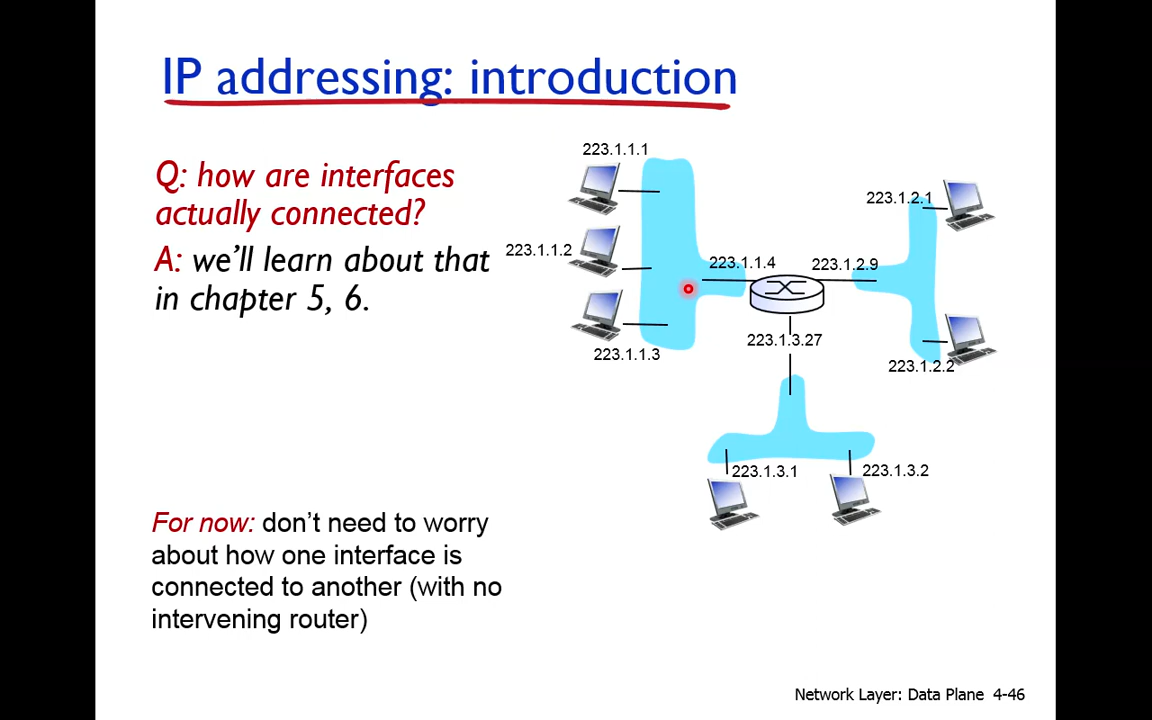 IP addressing: introduction
Q: how are interfaces
actually connected?
A: we’ll learn about that
in chapter 5, 6.
For now: don’t need to worry
about how one interface is
connected to another (with no
intervening router)
223.1.1.1
223.1.1.2
223.1.1.3
223.1.1.4
223.1.2.9
223.1.2.1
223.1.2.2
223.1.3.27
223.1.3.1
223.1.3.2
Network Layer: Data Plane 4-46